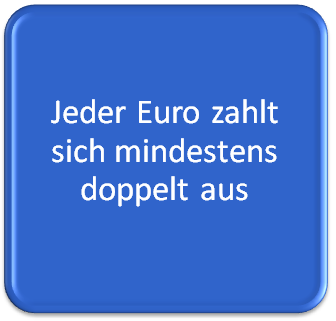 Jeder Euro zahlt
sich mindestens
doppelt aus